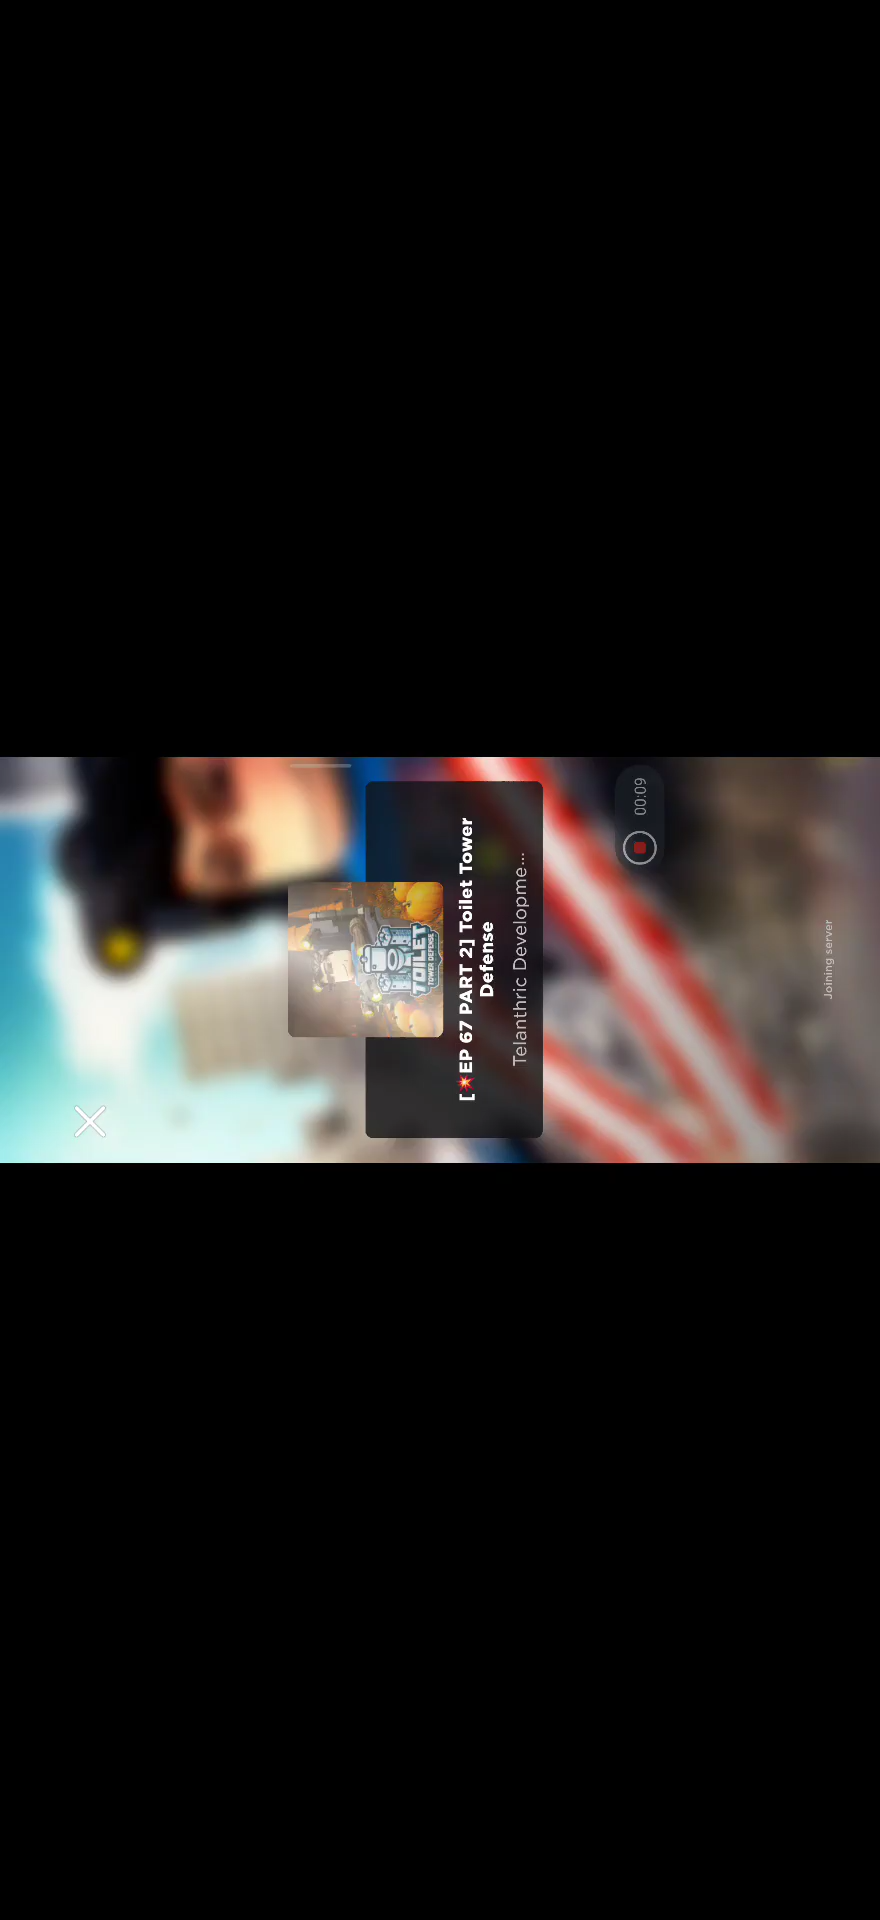 TOILET
TOWER DEFENSE
[💥EP 67 PART 2] Toilet Tower
Defense
Telanthric Developme...
00:09
Joining server